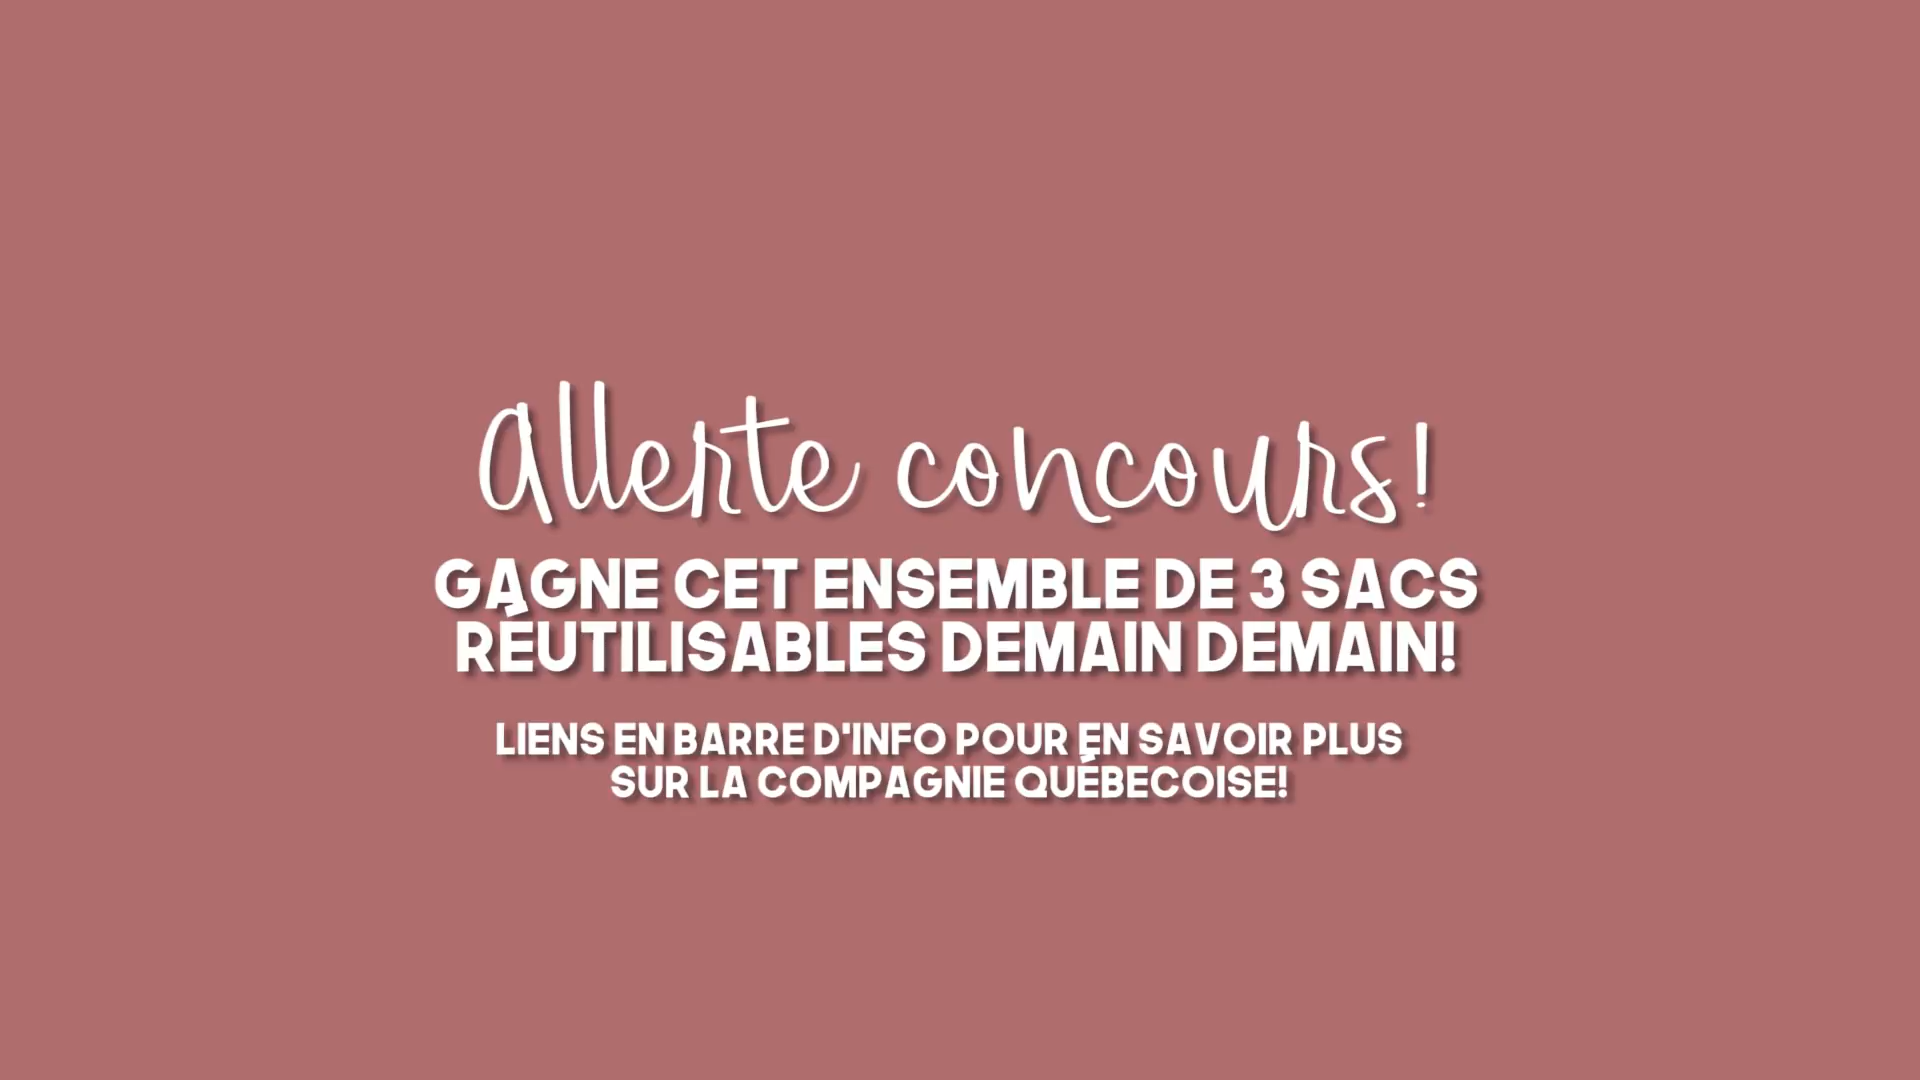 Allerte concours!
GAGNE CET ENSEMBLE DE 3 SACS
RÉUTILISABLES DEMAIN DEMAIN!
LIENS EN BARRE D'INFO POUR EN SAVOIR PLUS
SUR LA COMPAGNIE QUÉBECOISE!